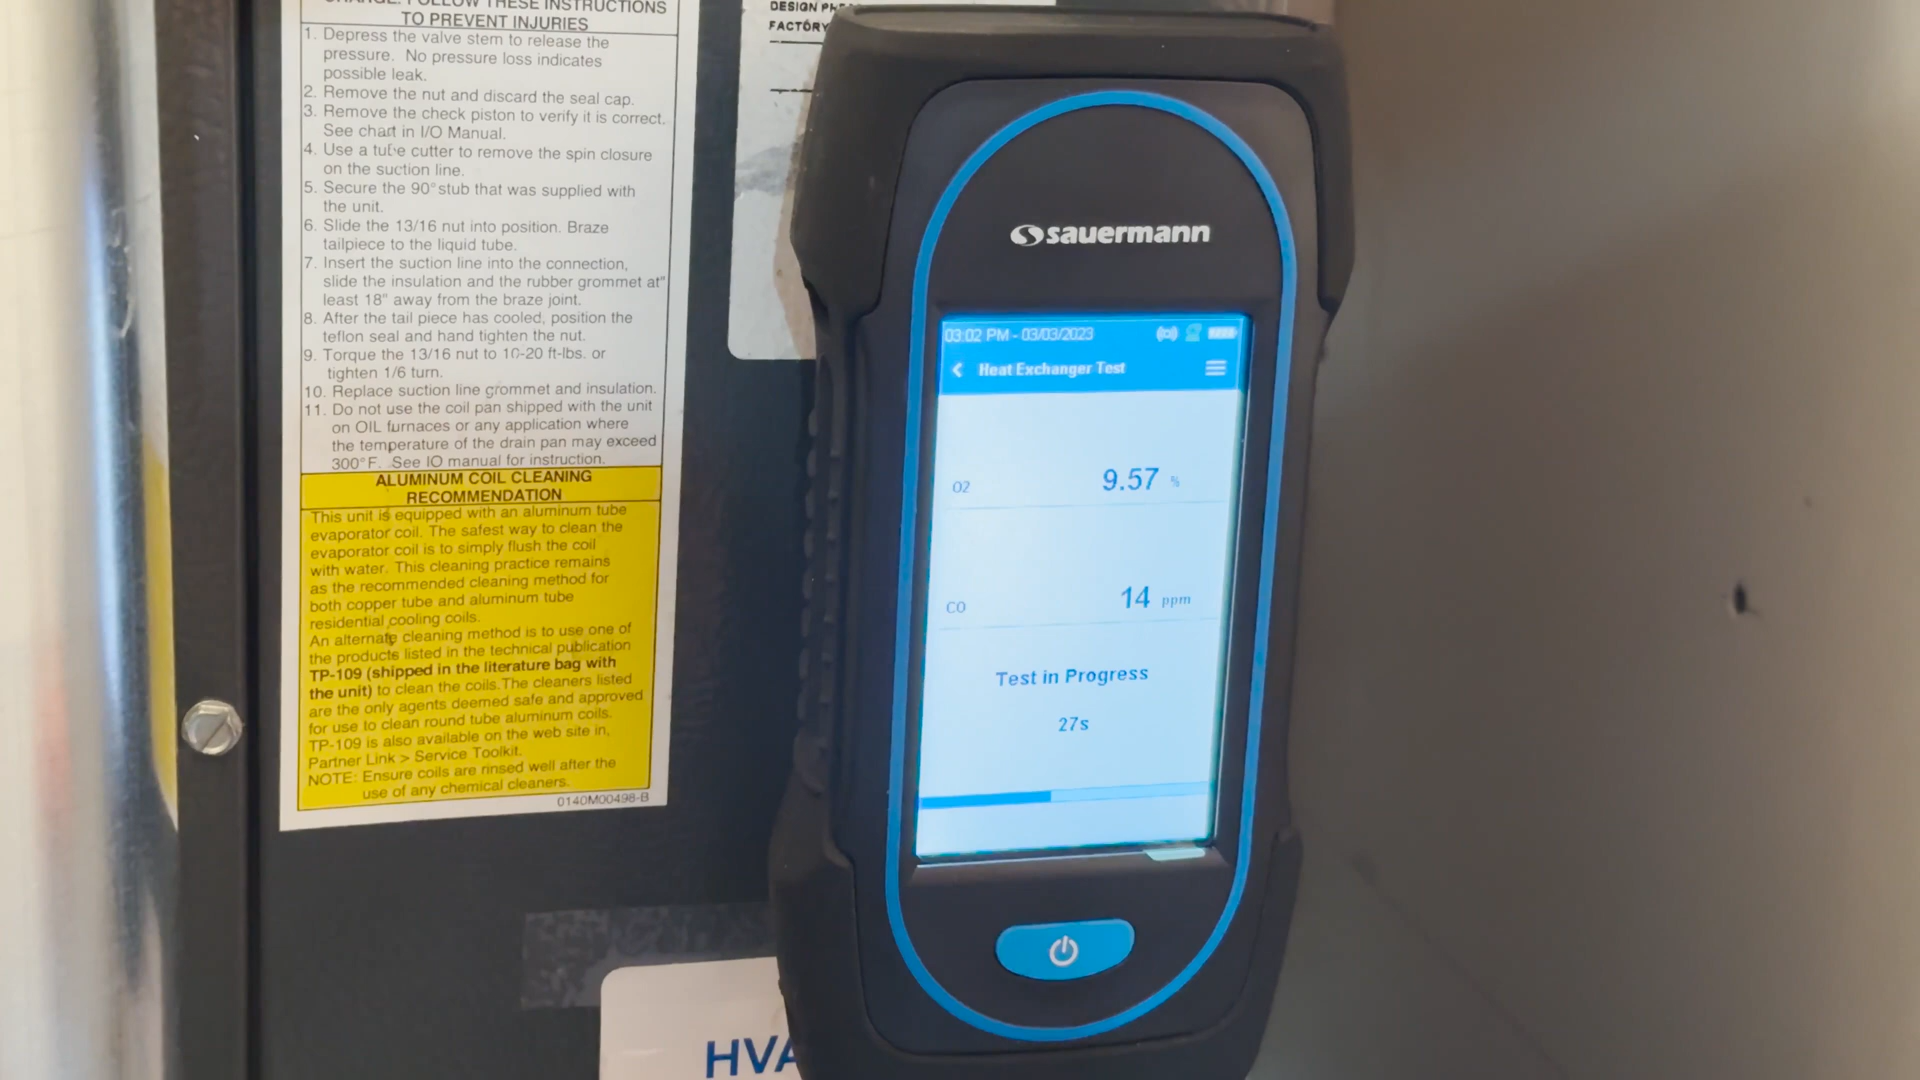 CHARGE. FOLLOW THESE INSTRUCTIONS
TO PREVENT INJURIES
1. Depress the valve stem to release the
pressure. No pressure loss indicates
possible leak.
2. Remove the nut and discard the seal cap.
3. Remove the check piston to verify it is correct.
See chart in I/O Manual.
4. Use a tube cutter to remove the spin closure
on the suction line.
5. Secure the 90° stub that was supplied with
the unit.
6. Slide the 13/16 nut into position. Braze
tailpiece to the liquid tube.
7. Insert the suction line into the connection,
slide the insulation and the rubber grommet at"
least 18" away from the braze joint.
8. After the tail piece has cooled, position the
teflon seal and hand tighten the nut.
9. Torque the 13/16 nut to 10-20 ft-lbs. or
tighten 1/6 turn.
10. Replace suction line grommet and insulation.
11. Do not use the coil pan shipped with the unit
on OIL furnaces or any application where
the temperature of the drain pan may exceed
300°F. See IO manual for instruction.
ALUMINUM COIL CLEANING
RECOMMENDATION
This unit is equipped with an aluminum tube
evaporator coil. The safest way to clean the
evaporator coil is to simply flush the coil
with water. This cleaning practice remains
as the recommended cleaning method for
both copper tube and aluminum tube
residential cooling coils.
An alternate cleaning method is to use one of
the products listed in the technical publication
TP-109 (shipped in the literature bag with
the unit) to clean the coils.The cleaners listed
are the only agents deemed safe and approved
for use to clean round tube aluminum coils.
TP-109 is also available on the web site in,
Partner Link > Service Toolkit.
NOTE: Ensure coils are rinsed well after the
use of any chemical cleaners.
0140M00498-B
DESIGN
FACTORY
HVA
sauermann
03:02 PM - 03/03/2023
Heat Exchanger Test
O2 9.57 %
CO 14 ppm
Test in Progress
27s